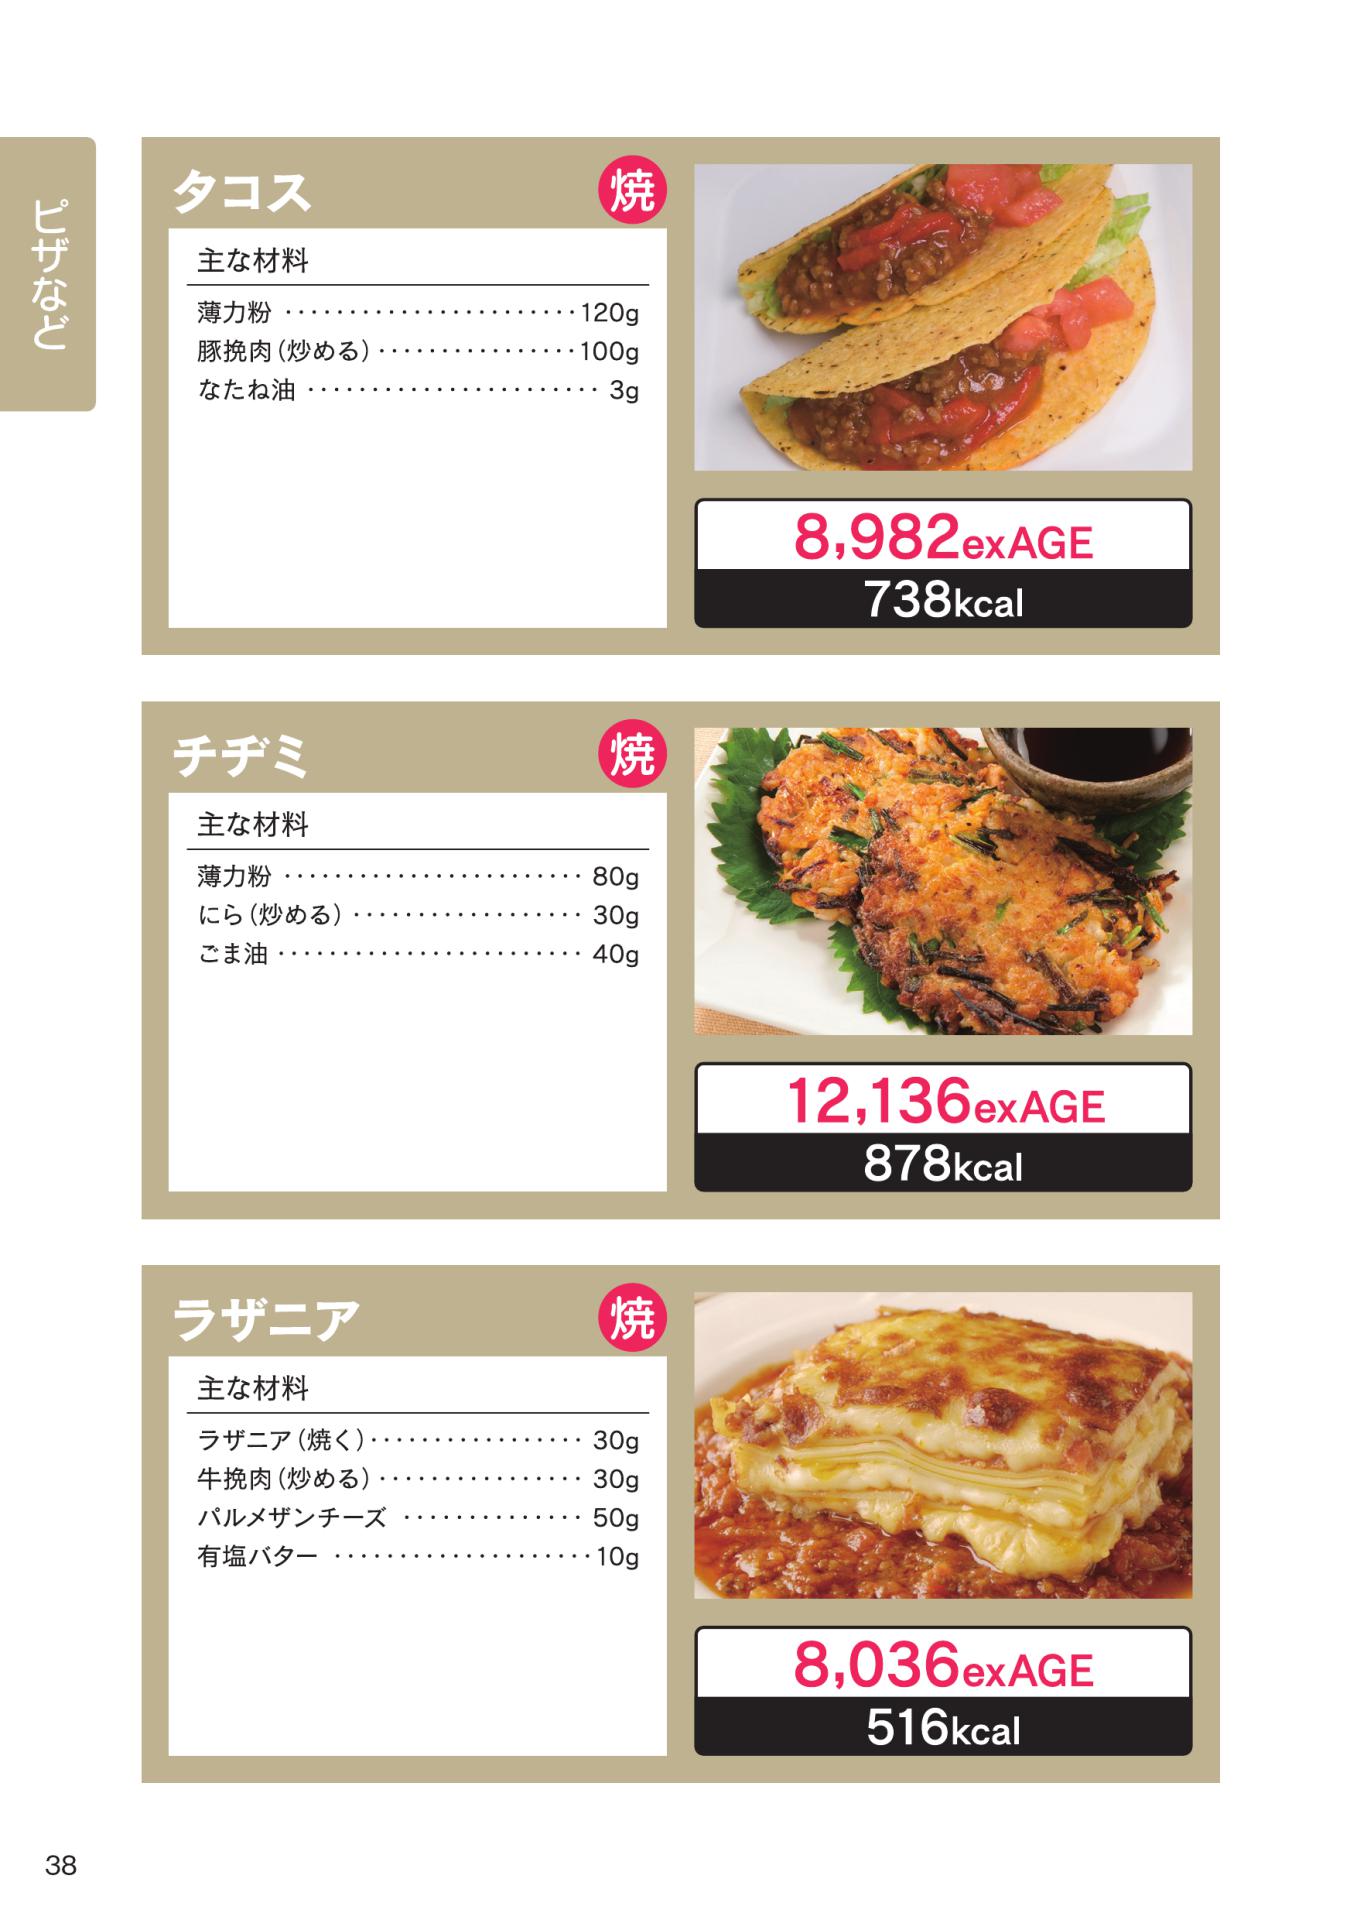 ピザなど
タコス 焼
主な材料
薄力粉 ······················· 120g
豚挽肉（炒める） ················ 100g
なたね油 ······················· 3g
8,982exAGE
738kcal
チヂミ 焼
主な材料
薄力粉 ························ 80g
にら（炒める） ·················· 30g
ごま油 ························ 40g
12,136exAGE
878kcal
ラザニア 焼
主な材料
ラザニア（焼く） ················· 30g
牛挽肉（炒める） ················ 30g
パルメザンチーズ ·············· 50g
有塩バター ····················· 10g
8,036exAGE
516kcal
38